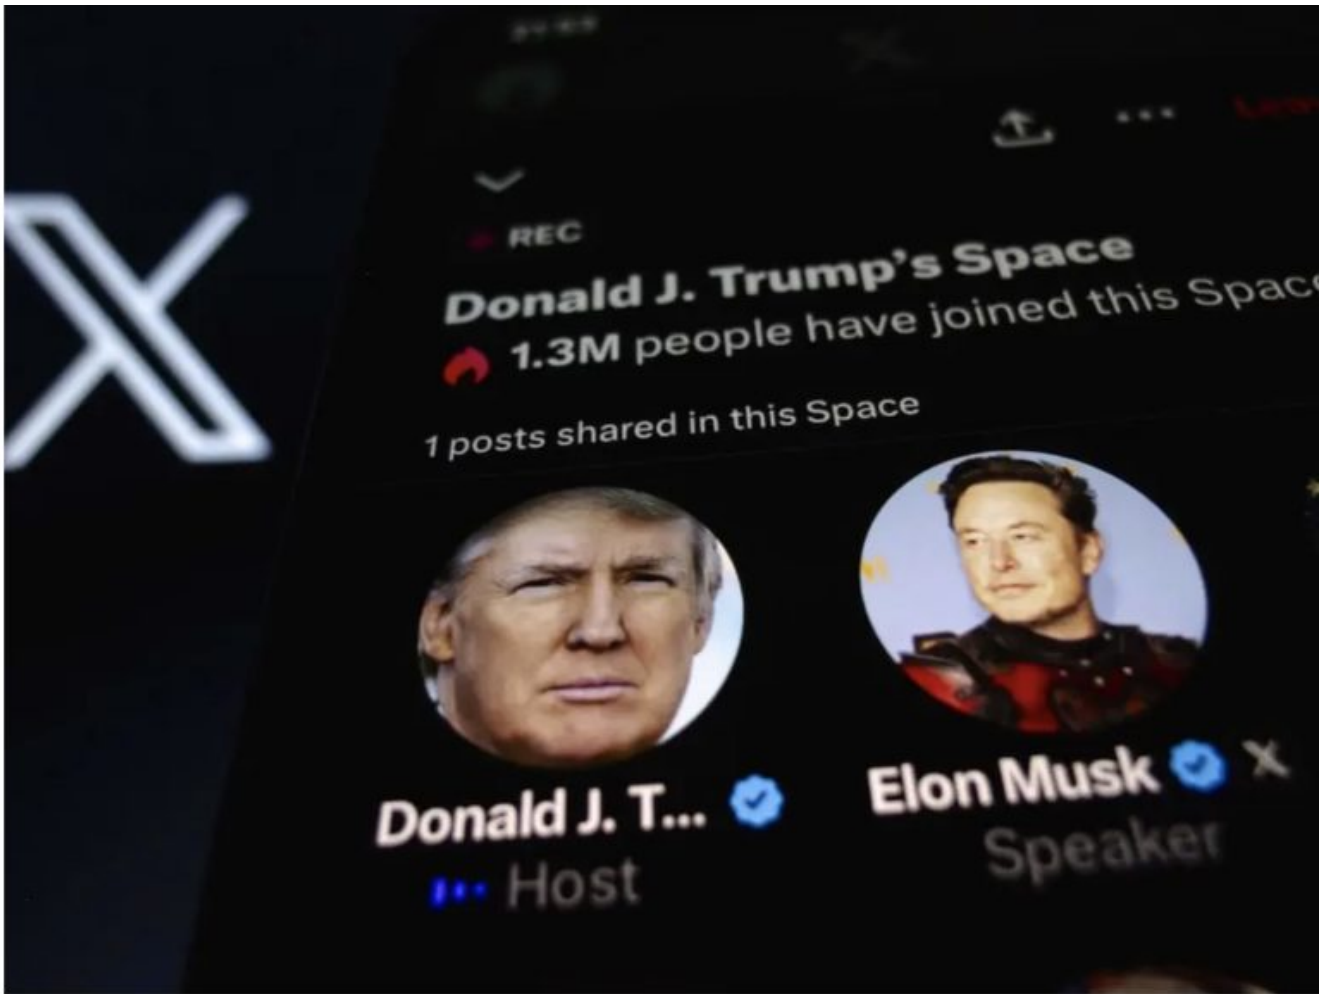 REC
Donald J. Trump's Space
1.3M people have joined this Space
1 posts shared in this Space
Donald J. T...
Elon Musk X
Host
Speaker